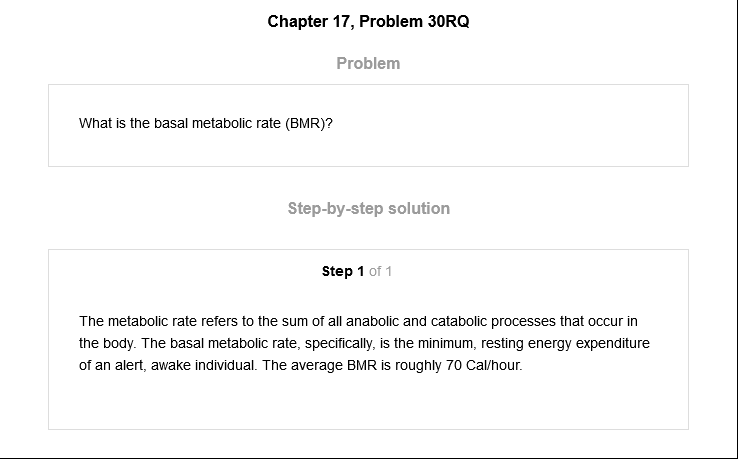 Chapter 17, Problem 30RQ
Problem
What is the basal metabolic rate (BMR)?
Step-by-step solution
Step 1 of 1
The metabolic rate refers to the sum of all anabolic and catabolic processes that occur in
the body. The basal metabolic rate, specifically, is the minimum, resting energy expenditure
of an alert, awake individual. The average BMR is roughly 70 Cal/hour.